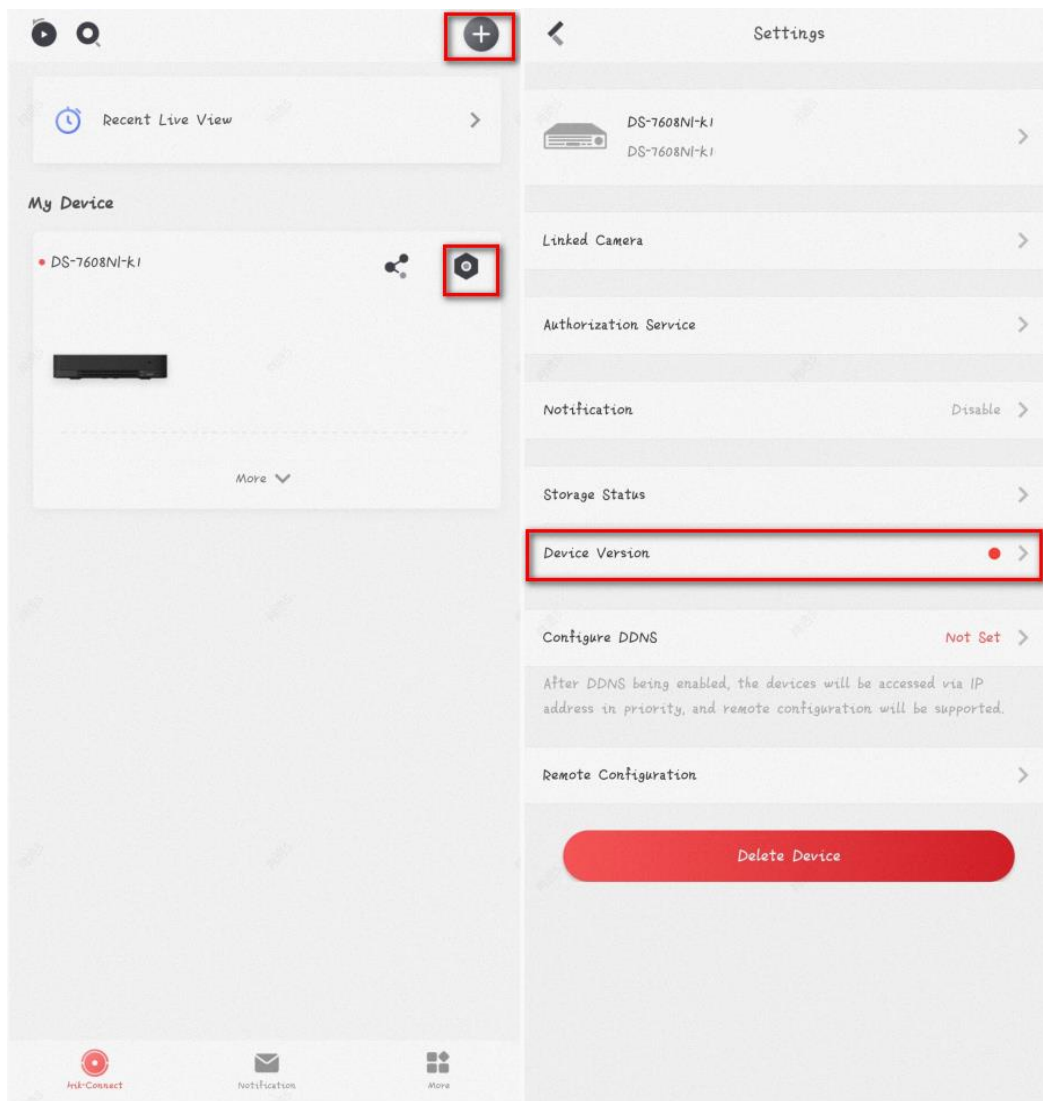 Recent Live View
My Device
DS-7608NI-K1
More
Hik-Connect
Notification
More
Settings
DS-7608NI-K1
DS-7608NI-K1
Linked Camera
Authorization Service
Notification Disable
Storage Status
Device Version
Configure DDNS Not Set
After DDNS being enabled, the devices will be accessed via IP
address in priority, and remote configuration will be supported.
Remote Configuration
Delete Device